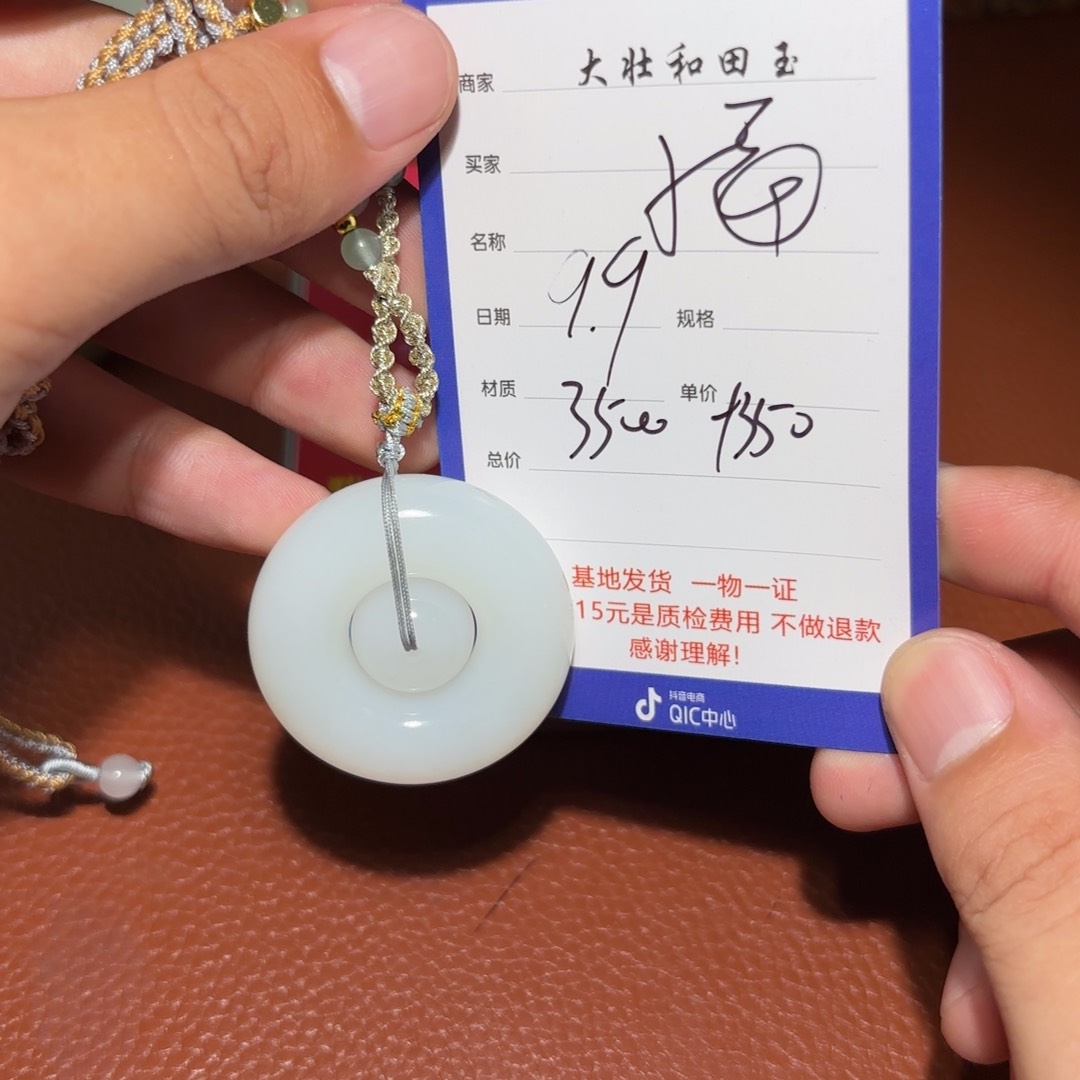 商家 大壮和田玉
买家
名称
日期 9.9 规格
材质 3500 单价 1350
总价
基地发货 一物一证
15元是质检费用 不做退款
感谢理解!
抖音电商
QIC中心